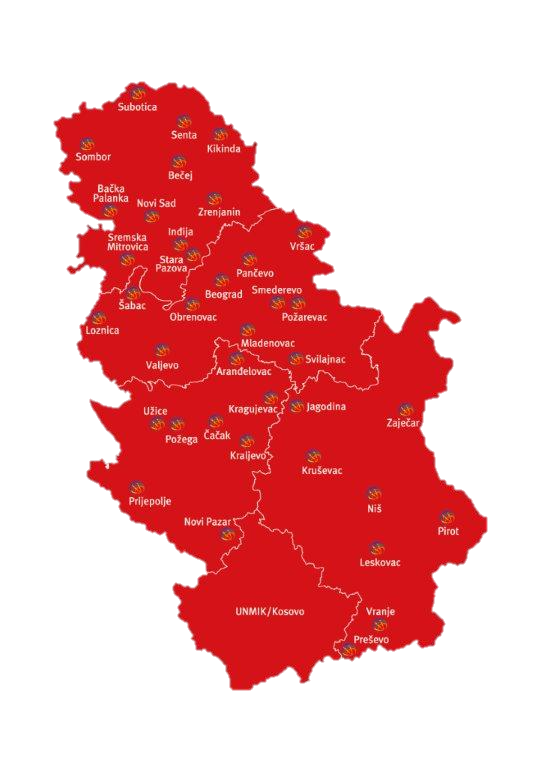 Subotica
Senta
Kikinda
Sombor
Bečej
Bačka
Palanka
Novi Sad
Zrenjanin
Inđija
Sremska
Mitrovica
Stara
Pazova
Vršac
Pančevo
Beograd
Smederevo
Šabac
Obrenovac
Požarevac
Loznica
Mladenovac
Valjevo
Svilajnac
Aranđelovac
Kragujevac
Jagodina
Užice
Požega
Čačak
Zaječar
Kraljevo
Kruševac
Prijepolje
Niš
Novi Pazar
Pirot
Leskovac
UNMIK/Kosovo
Vranje
Preševo